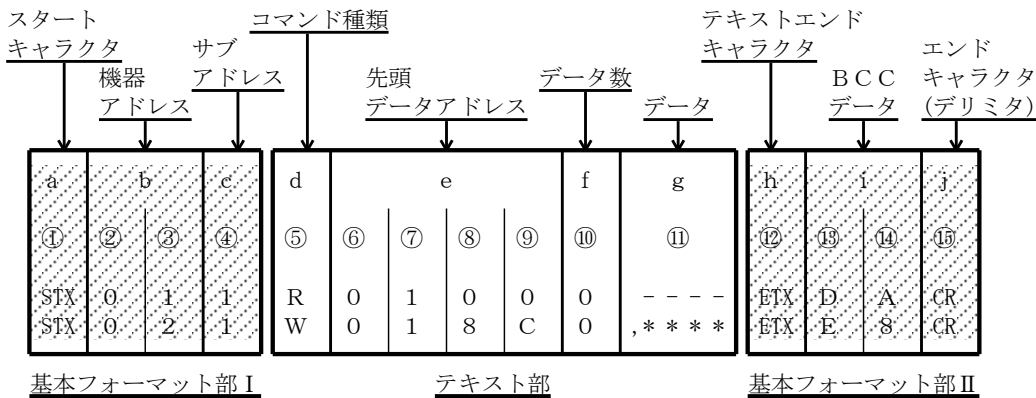 スタート
キャラクタ
機器
アドレス
サブ
アドレス
コマンド種類
先頭
データアドレス
データ数
データ
テキストエンド
キャラクタ
ＢＣＣ
データ
エンド
キャラクタ
(デリミタ)
a b c d e f g h i j
① ② ③ ④ ⑤ ⑥ ⑦ ⑧ ⑨ ⑩ ⑪ ⑫ ⑬ ⑭ ⑮
STX 0 1 1 R 0 1 0 0 0 ---- ETX D A CR
STX 0 2 1 W 0 1 8 C 0 ,**** ETX E 8 CR
基本フォーマット部Ⅰ テキスト部 基本フォーマット部Ⅱ